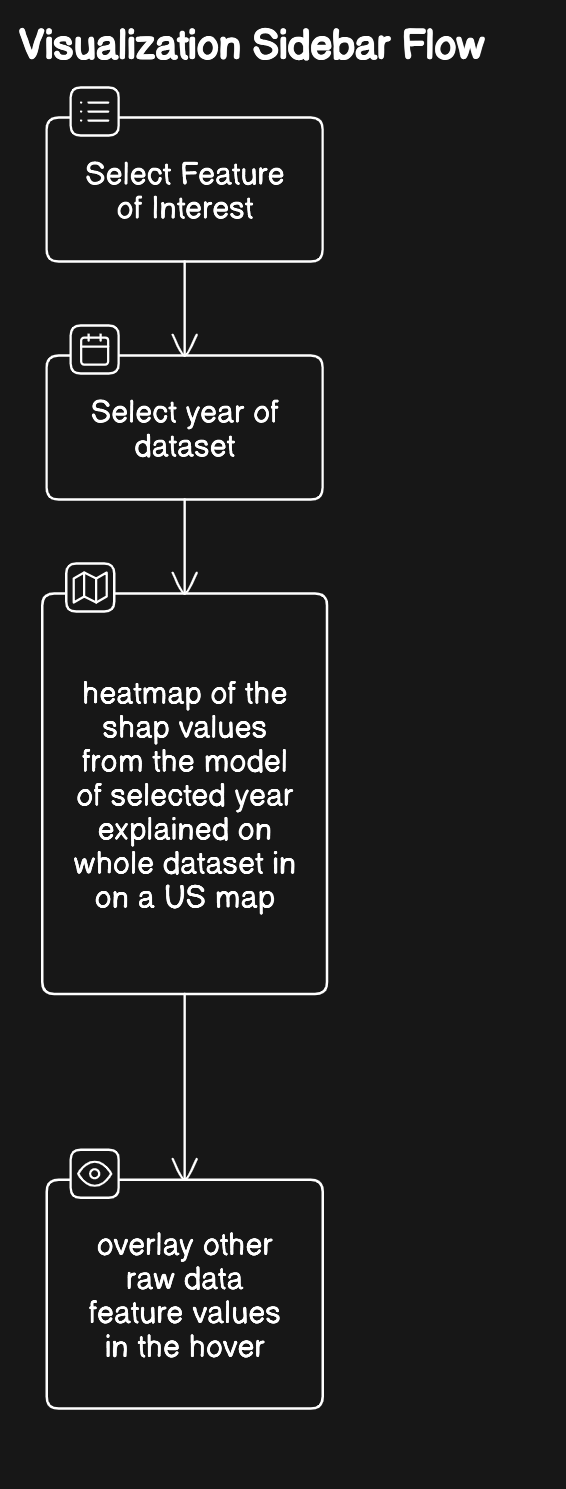 Visualization Sidebar Flow
Select Feature
of Interest
Select year of
dataset
heatmap of the
shap values
from the model
of selected year
explained on
whole dataset in
on a US map
overlay other
raw data
feature values
in the hover